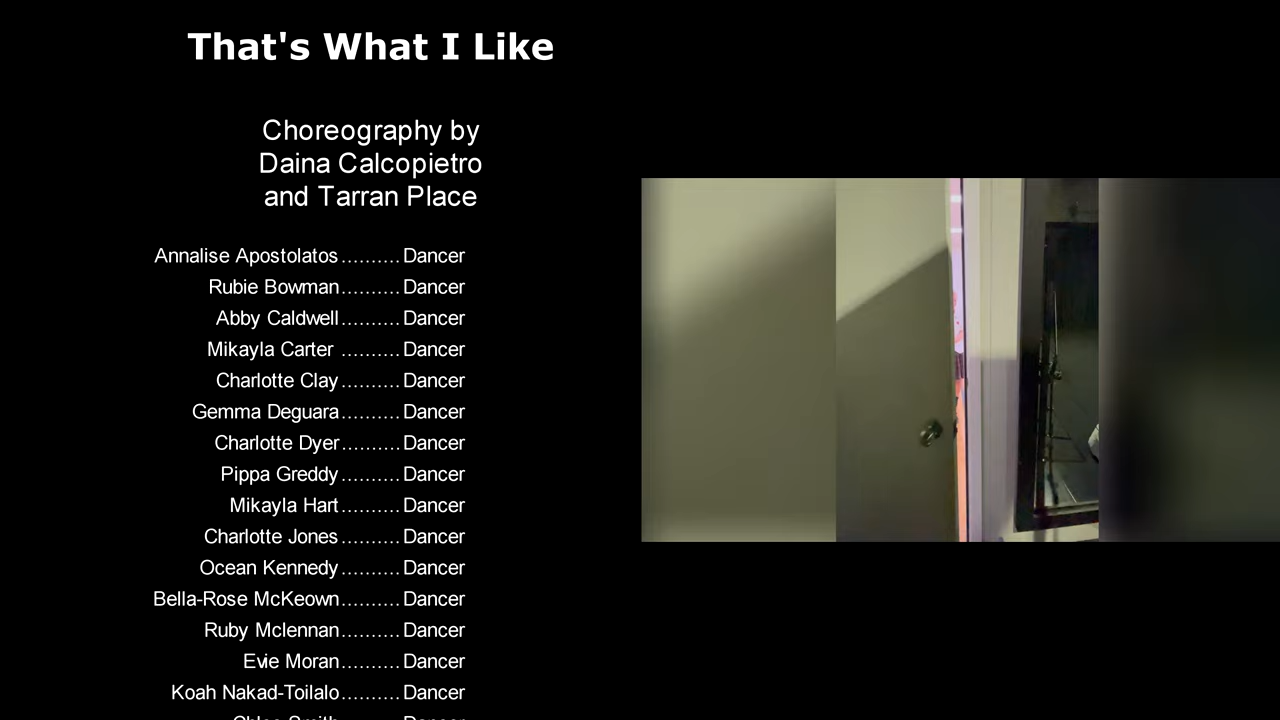 That's What I Like
Choreography by
Daina Calcopietro
and Tarran Place
Annalise Apostolatos..........Dancer
Rubie Bowman..........Dancer
Abby Caldwell..........Dancer
Mikayla Carter ..........Dancer
Charlotte Clay..........Dancer
Gemma Deguara..........Dancer
Charlotte Dyer..........Dancer
Pippa Greddy..........Dancer
Mikayla Hart..........Dancer
Charlotte Jones..........Dancer
Ocean Kennedy..........Dancer
Bella-Rose McKeown..........Dancer
Ruby Mclennan..........Dancer
Evie Moran..........Dancer
Koah Nakad-Toilalo..........Dancer